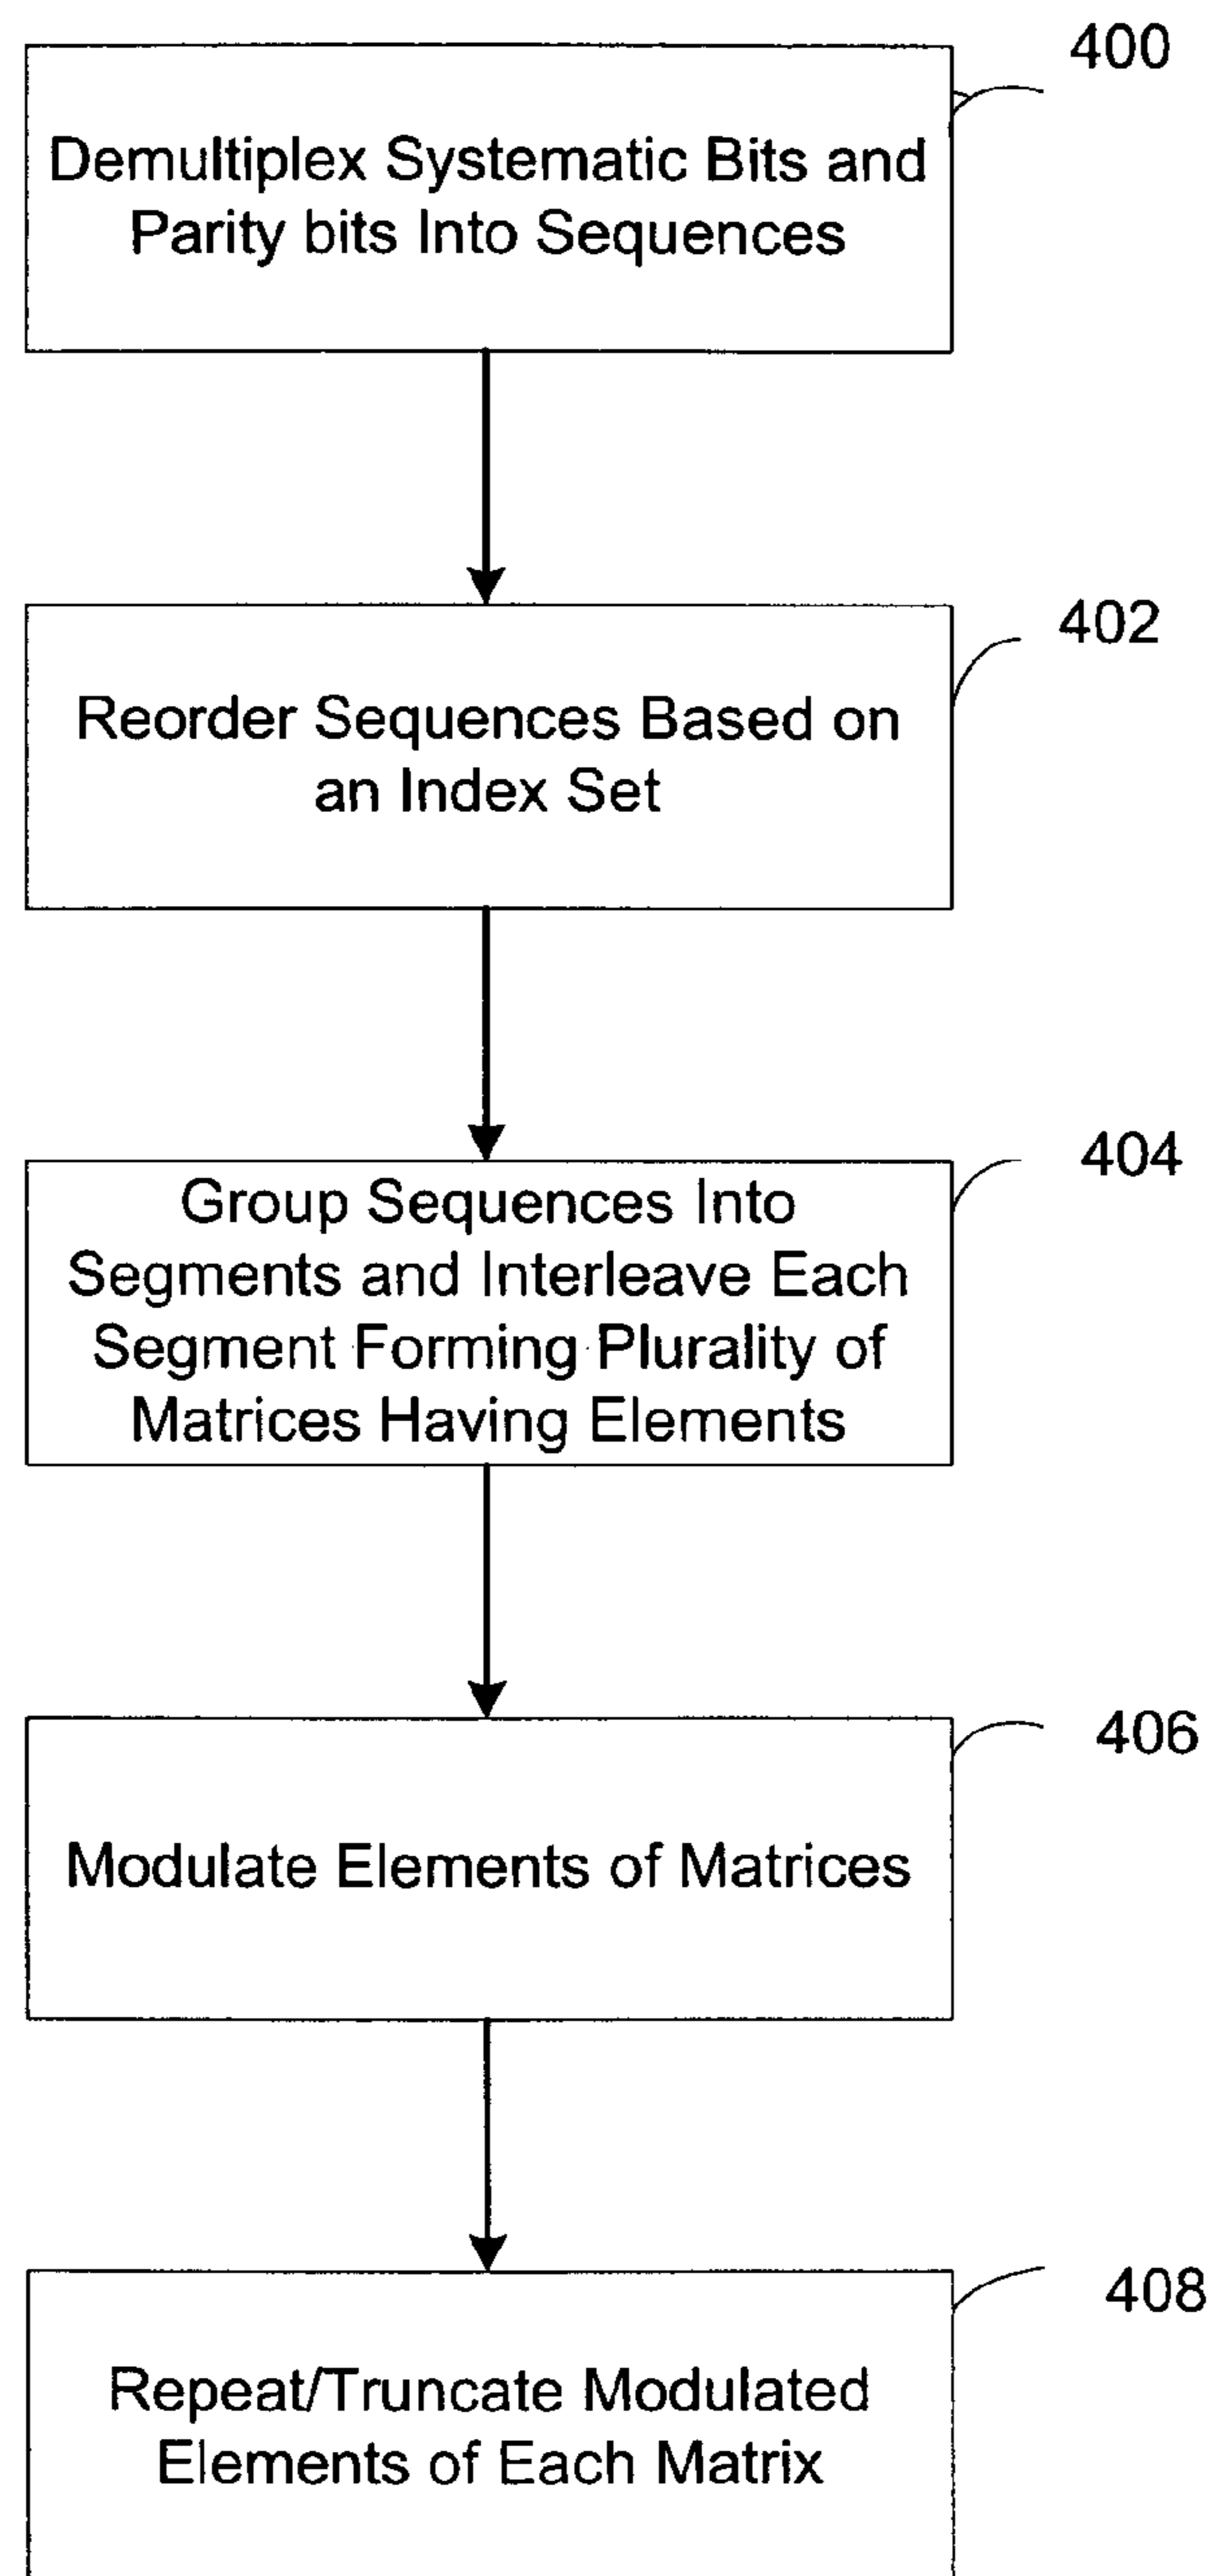 400
Demultiplex Systematic Bits and
Parity bits Into Sequences
402
Reorder Sequences Based on
an Index Set
404
Group Sequences Into
Segments and Interleave Each
Segment Forming Plurality of
Matrices Having Elements
406
Modulate Elements of Matrices
408
Repeat/Truncate Modulated
Elements of Each Matrix